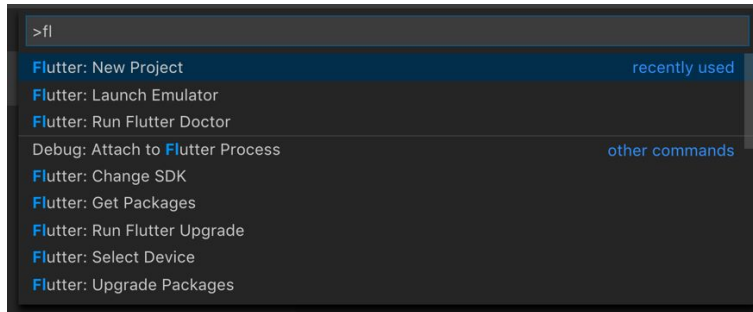 >fl
Flutter: New Project recently used
Flutter: Launch Emulator
Flutter: Run Flutter Doctor
Debug: Attach to Flutter Process other commands
Flutter: Change SDK
Flutter: Get Packages
Flutter: Run Flutter Upgrade
Flutter: Select Device
Flutter: Upgrade Packages